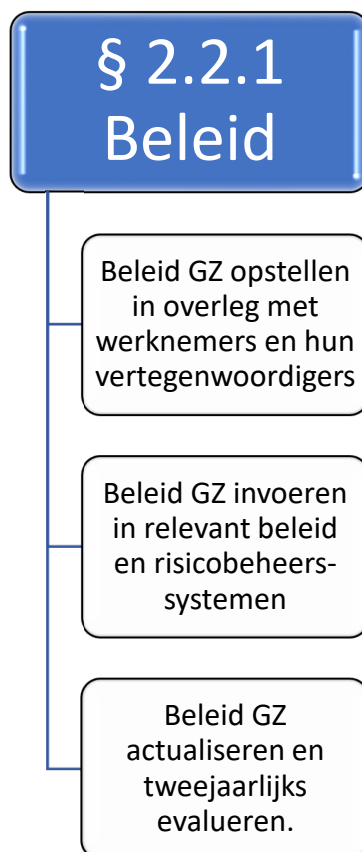 § 2.2.1
Beleid
Beleid GZ opstellen
in overleg met
werknemers en hun
vertegenwoordigers
Beleid GZ invoeren
in relevant beleid
en risicobeheers-
systemen
Beleid GZ
actualiseren en
tweejaarlijks
evalueren.